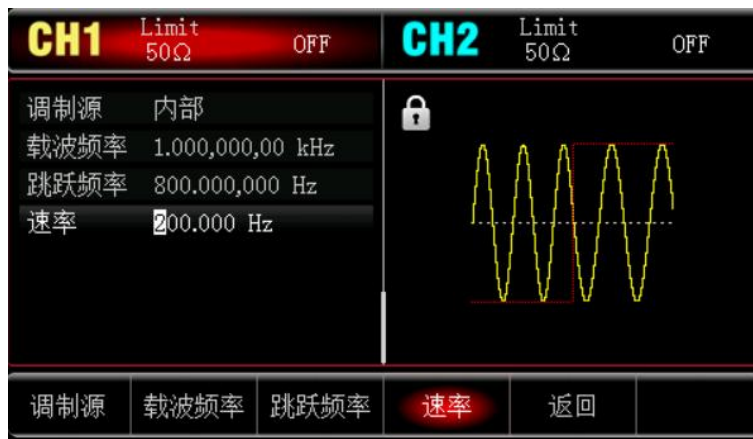 CH1 Limit 50Ω OFF CH2 Limit 50Ω OFF
调制源 内部
载波频率 1.000,000,00 kHz
跳跃频率 800.000,000 Hz
速率 200.000 Hz
调制源 载波频率 跳跃频率 速率 返回